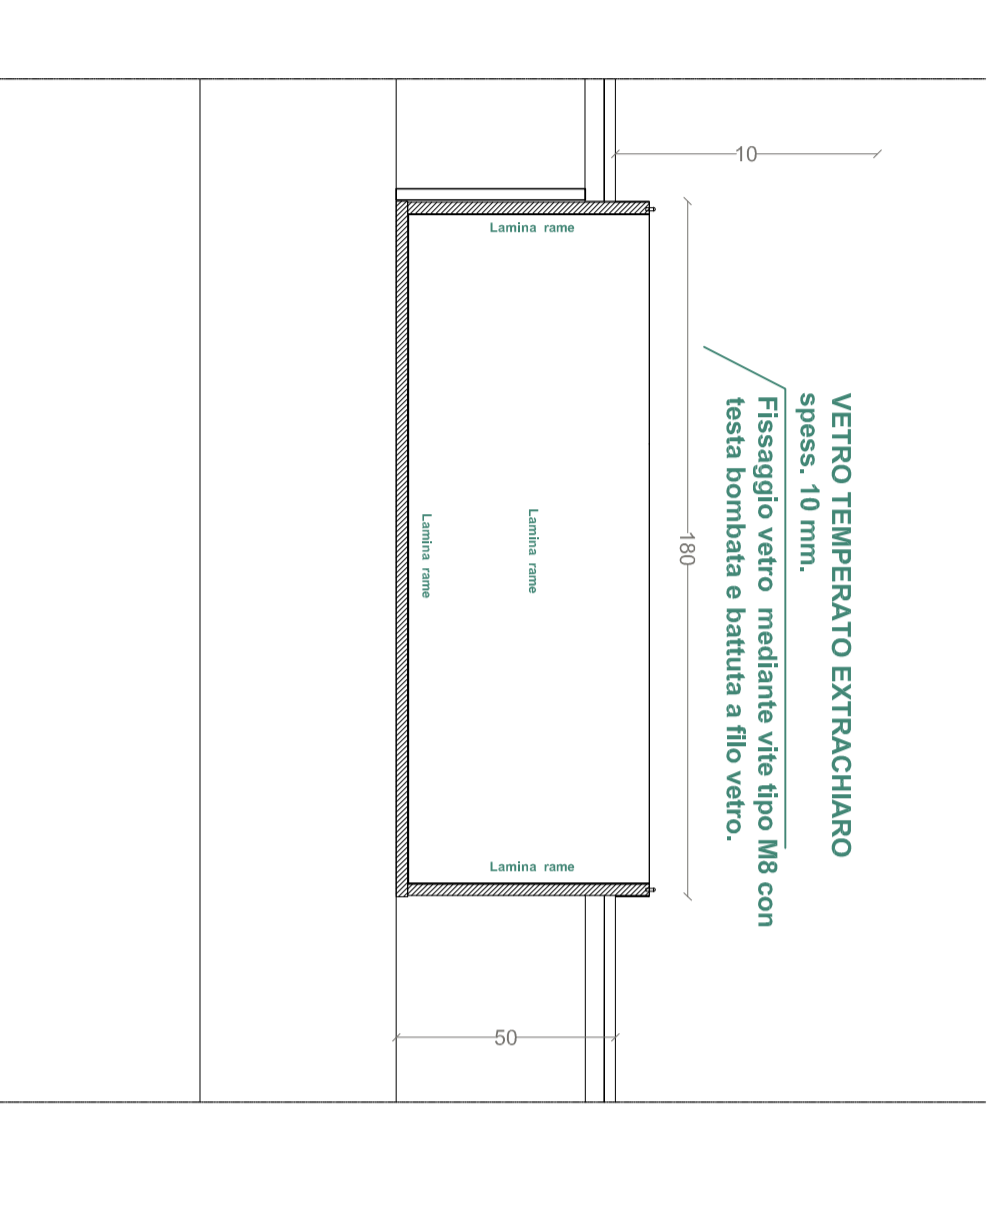 10
Lamina rame
VETRO TEMPERATO EXTRACHIARO
spess. 10 mm.
Fissaggio vetro mediante vite tipo M8 con
testa bombata e battuta a filo vetro.
180
Lamina rame
Lamina rame
Lamina rame
50